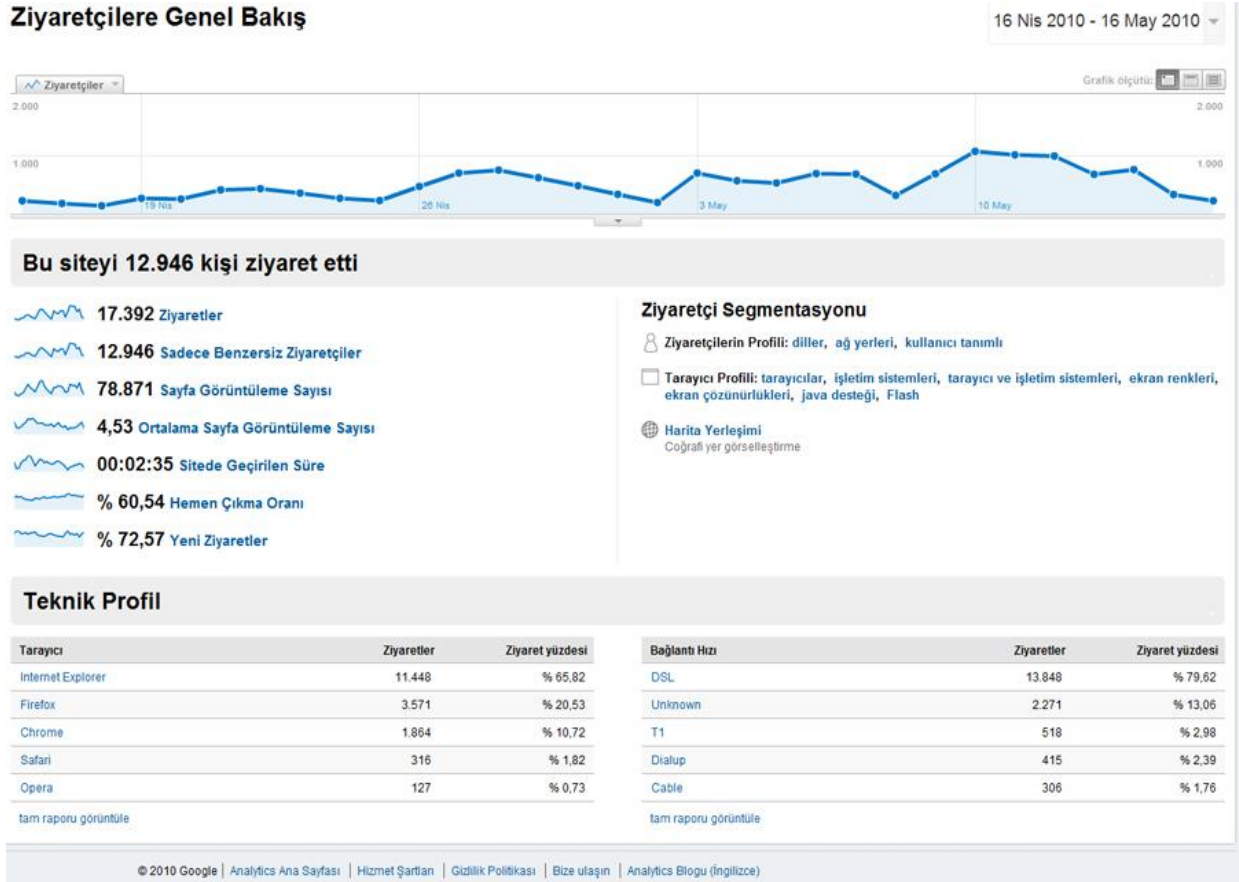 Ziyaretçilere Genel Bakış
16 Nis 2010 - 16 May 2010
Ziyaretçiler
Grafik ölçütü:
2.000
2.000
1.000
1.000
19 Nis
26 Nis
3 May
10 May
Bu siteyi 12.946 kişi ziyaret etti
17.392 Ziyaretler
12.946 Sadece Benzersiz Ziyaretçiler
78.871 Sayfa Görüntüleme Sayısı
4,53 Ortalama Sayfa Görüntüleme Sayısı
00:02:35 Sitede Geçirilen Süre
% 60,54 Hemen Çıkma Oranı
% 72,57 Yeni Ziyaretler
Ziyaretçi Segmentasyonu
Ziyaretçilerin Profili: diller, ağ yerleri, kullanıcı tanımlı
Tarayıcı Profili: tarayıcılar, işletim sistemleri, tarayıcı ve işletim sistemleri, ekran renkleri,
ekran çözünürlükleri, java desteği, Flash
Harita Yerleşimi
Coğrafi yer görselleştirme
Teknik Profil
Tarayıcı Ziyaretler Ziyaret yüzdesi
Internet Explorer 11.448 % 65,82
Firefox 3.571 % 20,53
Chrome 1.864 % 10,72
Safari 316 % 1,82
Opera 127 % 0,73
tam raporu görüntüle
Bağlantı Hızı Ziyaretler Ziyaret yüzdesi
DSL 13.848 % 79,62
Unknown 2.271 % 13,06
T1 518 % 2,98
Dialup 415 % 2,39
Cable 306 % 1,76
tam raporu görüntüle
© 2010 Google | Analytics Ana Sayfası | Hizmet Şartları | Gizlilik Politikası | Bize ulaşın | Analytics Blogu (İngilizce)